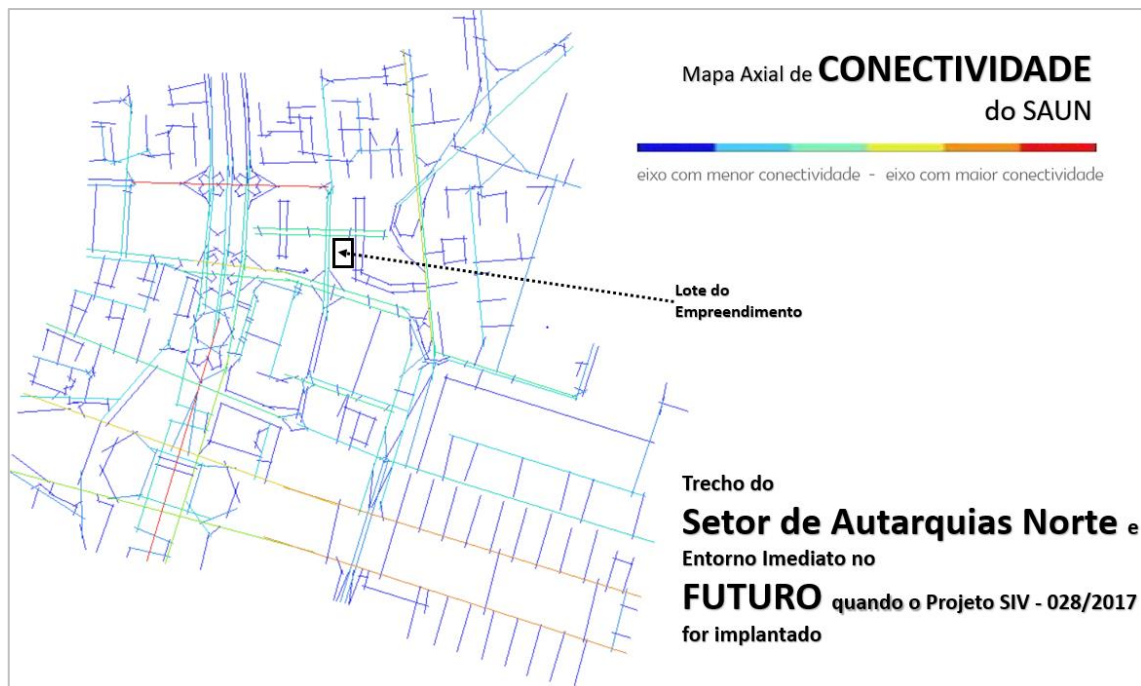 Mapa Axial de CONECTIVIDADE
do SAUN
eixo com menor conectividade - eixo com maior conectividade
Lote do
Empreendimento
Trecho do
Setor de Autarquias Norte e
Entorno Imediato no
FUTURO quando o Projeto SIV - 028/2017
for implantado